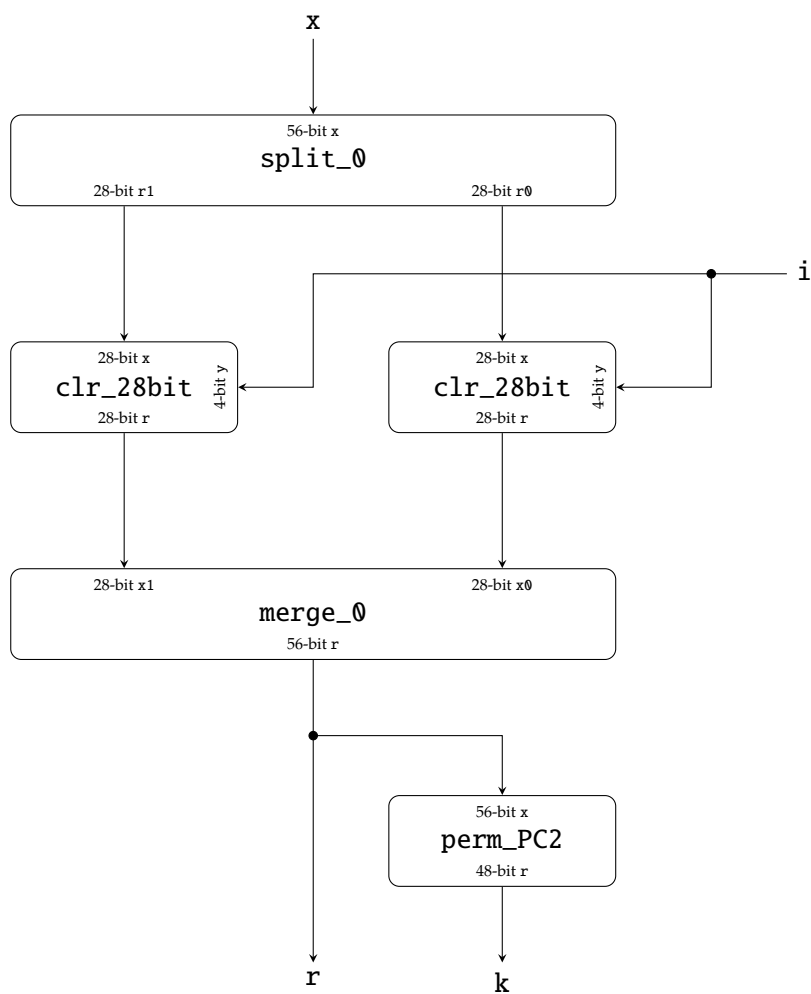 x
56-bit x
split_0
28-bit r1 28-bit r0
i
28-bit x 28-bit x
clr_28bit 4-bit y clr_28bit 4-bit y
28-bit r 28-bit r
28-bit x1 28-bit x0
merge_0
56-bit r
56-bit x
perm_PC2
48-bit r
r k